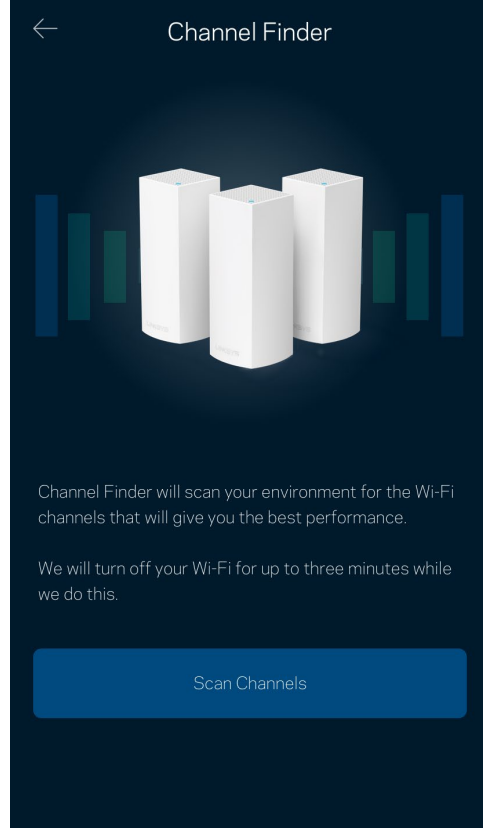 Channel Finder
Channel Finder will scan your environment for the Wi-Fi
channels that will give you the best performance.
We will turn off your Wi-Fi for up to three minutes while
we do this.
Scan Channels